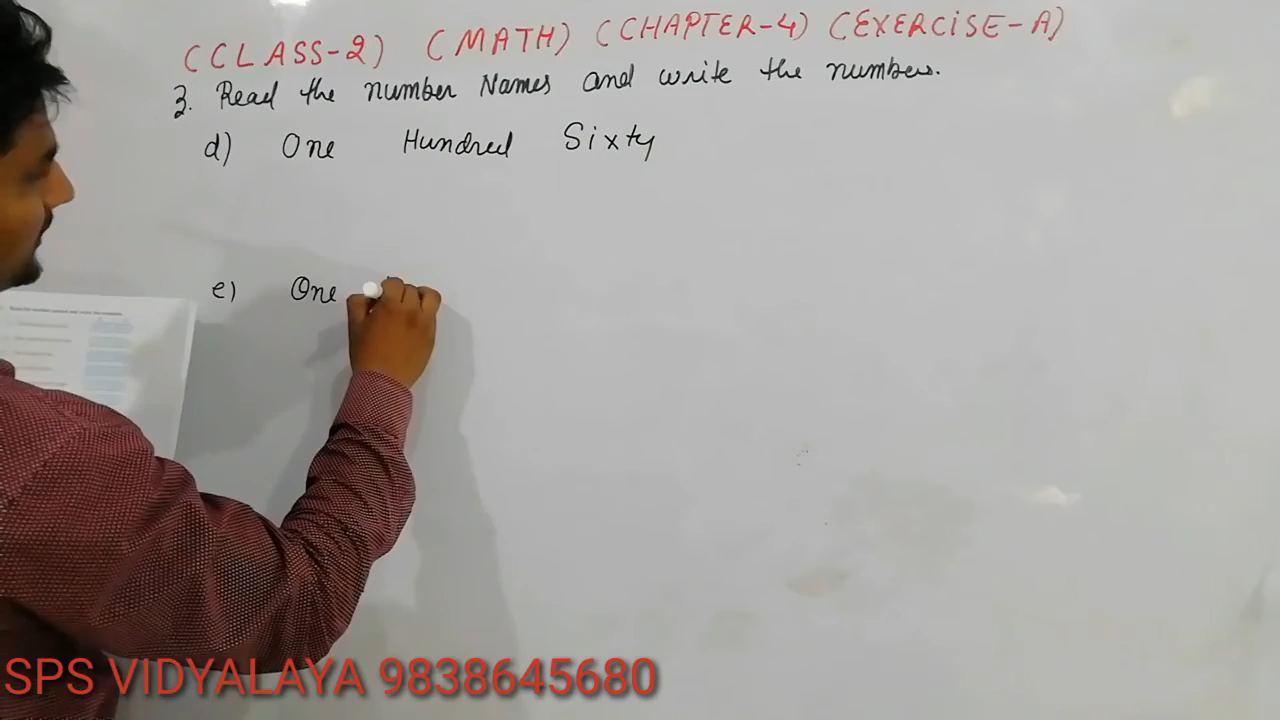 (CLASS-2) (MATH) (CHAPTER-4) (EXERCISE-A)
3. Read the number Names and write the numbers.
d) One Hundred Sixty
e) One
SPS VIDYALAYA 9838645680